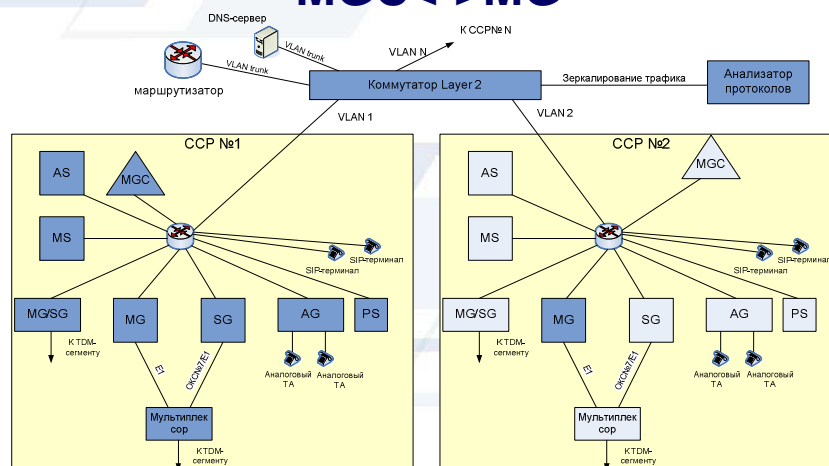 MGC<->MG
DNS-сервер
VLAN N
К ССР№ N
VLAN trunk
VLAN trunk
маршрутизатор
Коммутатор Layer 2
Зеркалирование трафика
Анализатор
протоколов
VLAN 1
VLAN 2
ССР №1
AS
MGC
MS
SIP-терминал
SIP-терминал
MG/SG
MG
SG
AG
PS
К TDM-
сегменту
E1
ОКС№7/E1
Аналоговый
ТА
Аналоговый
ТА
Мультиплек
сор
К TDM-
сегменту
ССР №2
AS
MGC
MS
SIP-терминал
SIP-терминал
MG/SG
MG
SG
AG
PS
К TDM-
сегменту
E1
ОКС№7/E1
Аналоговый
ТА
Аналоговый
ТА
Мультиплек
сор
К TDM-
сегменту